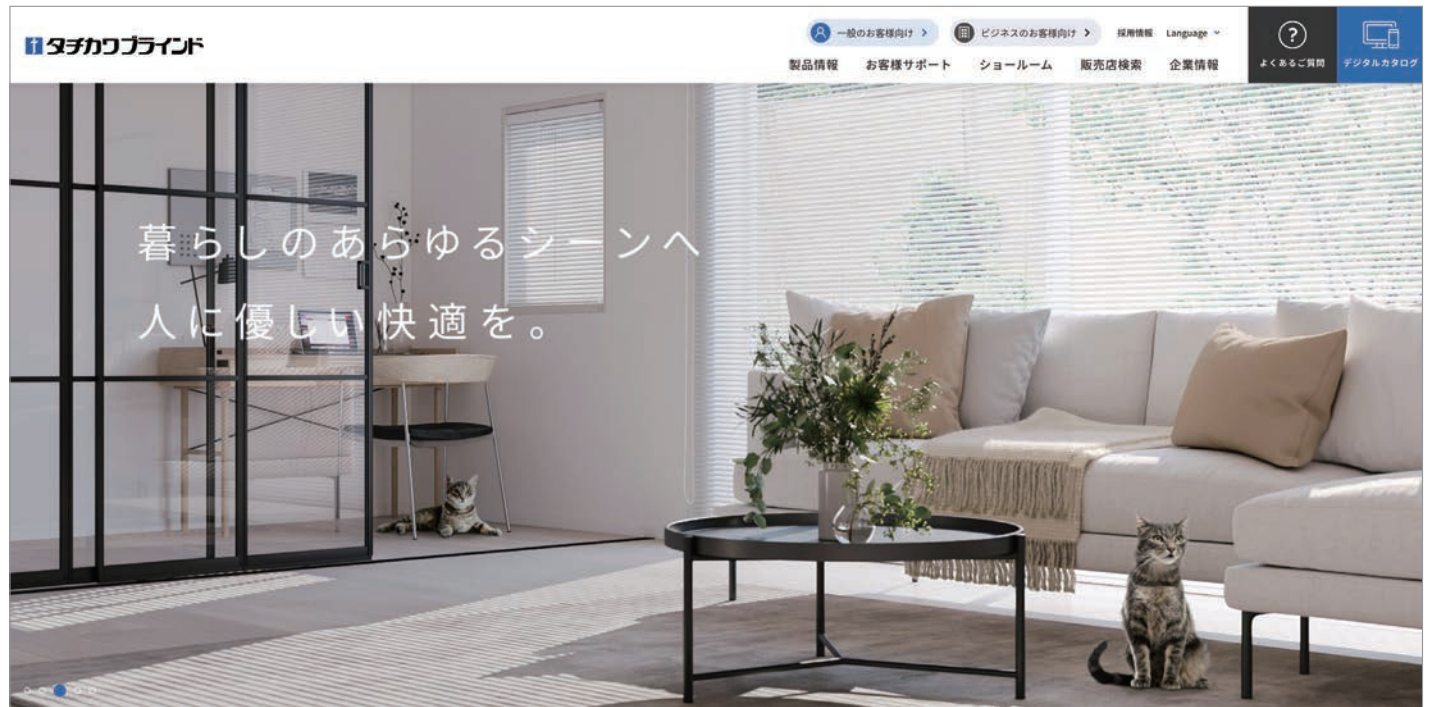 タチカワブラインド
一般のお客様向け
ビジネスのお客様向け
採用情報
Language
製品情報
お客様サポート
ショールーム
販売店検索
企業情報
よくあるご質問
デジタルカタログ
暮らしのあらゆるシーンへ
人に優しい快適を。